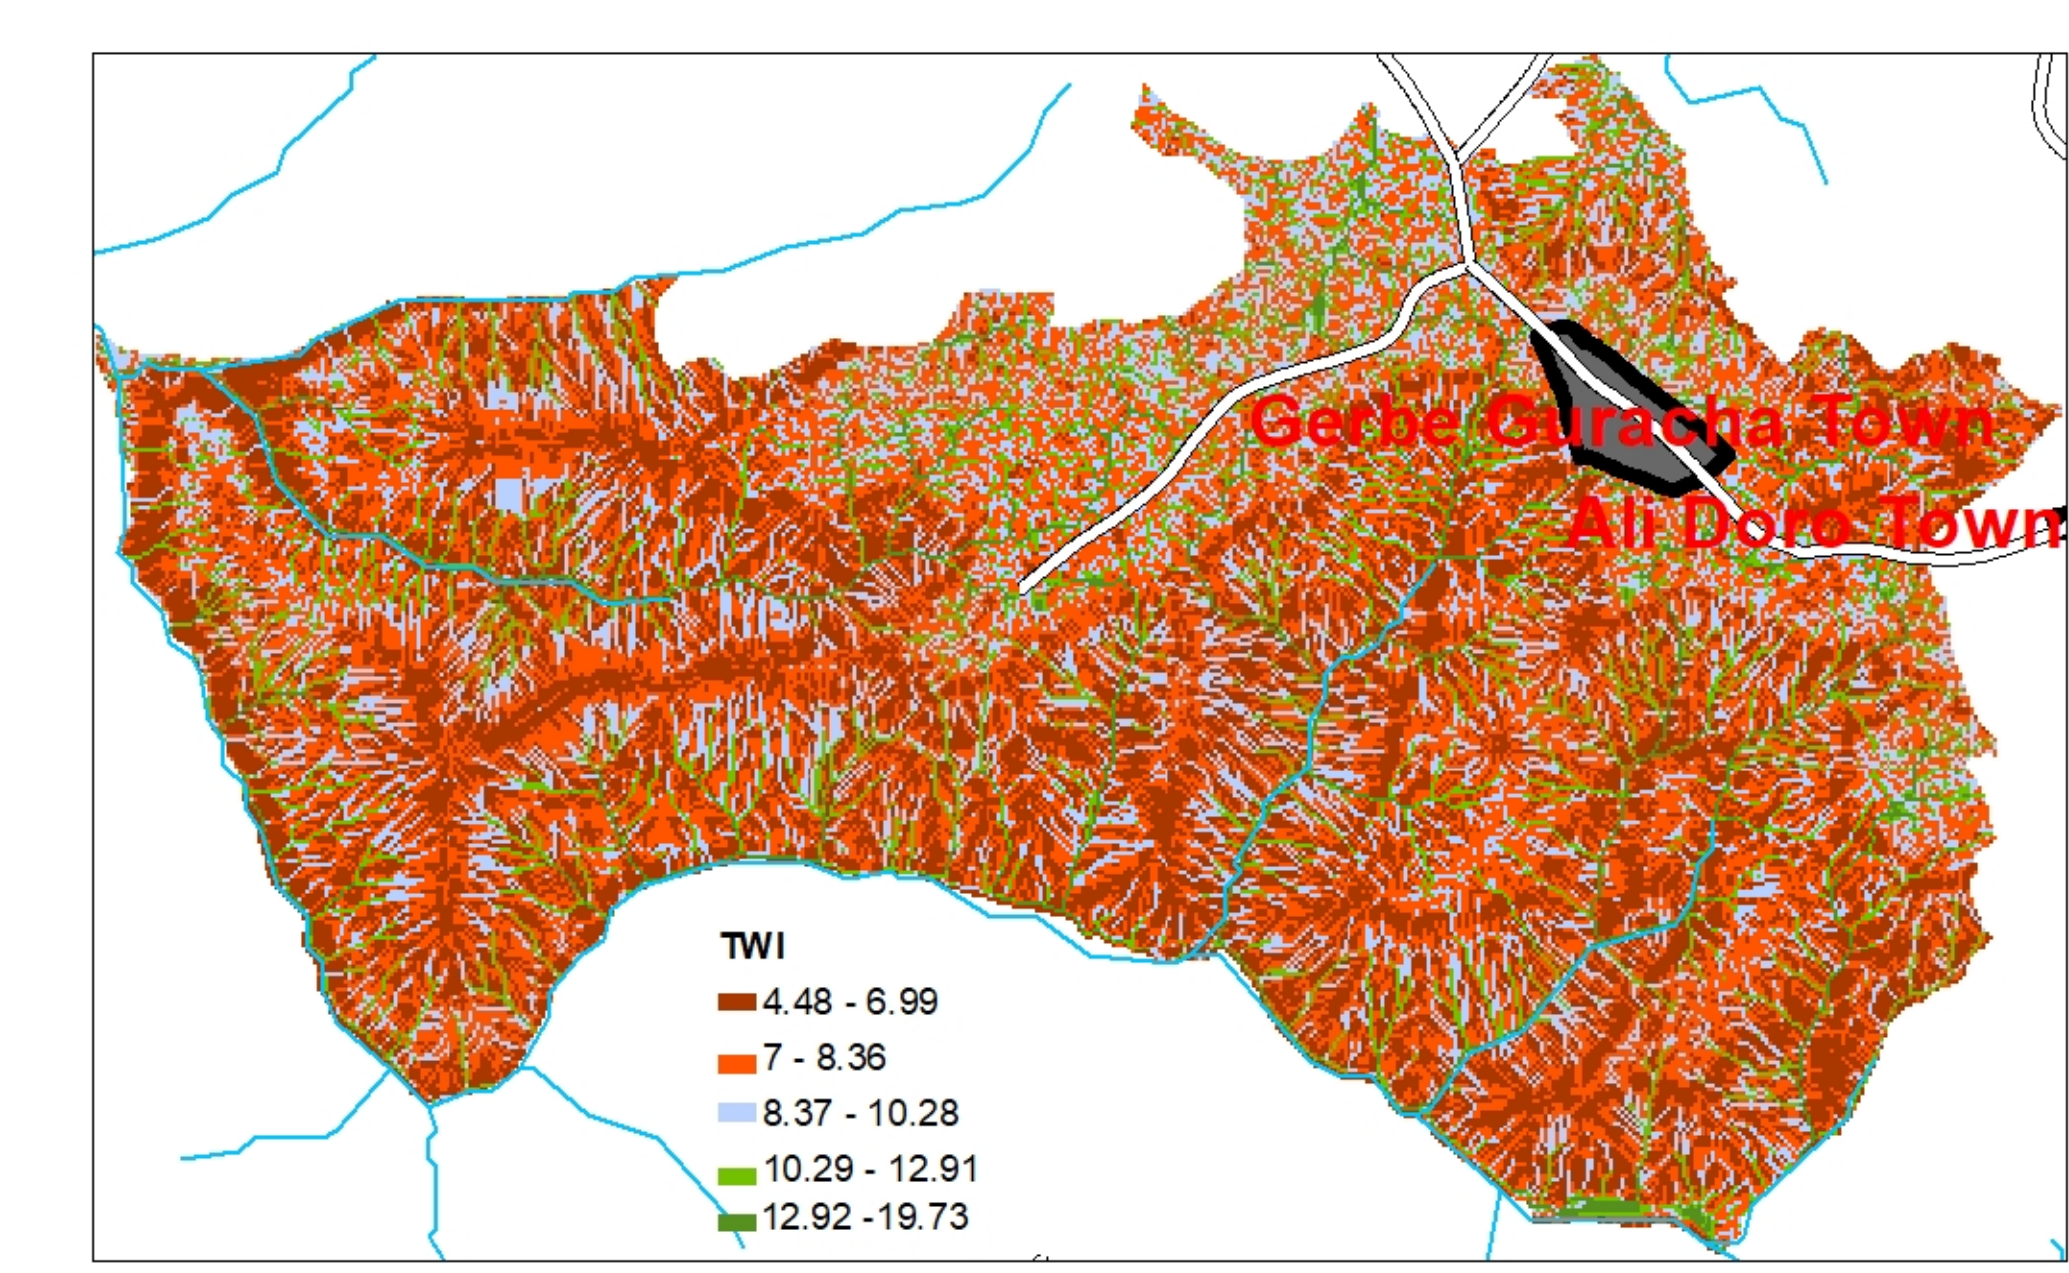 Gerbe Guracha Town
Ali Doro Town
TWI
4.48 - 6.99
7 - 8.36
8.37 - 10.28
10.29 - 12.91
12.92 -19.73